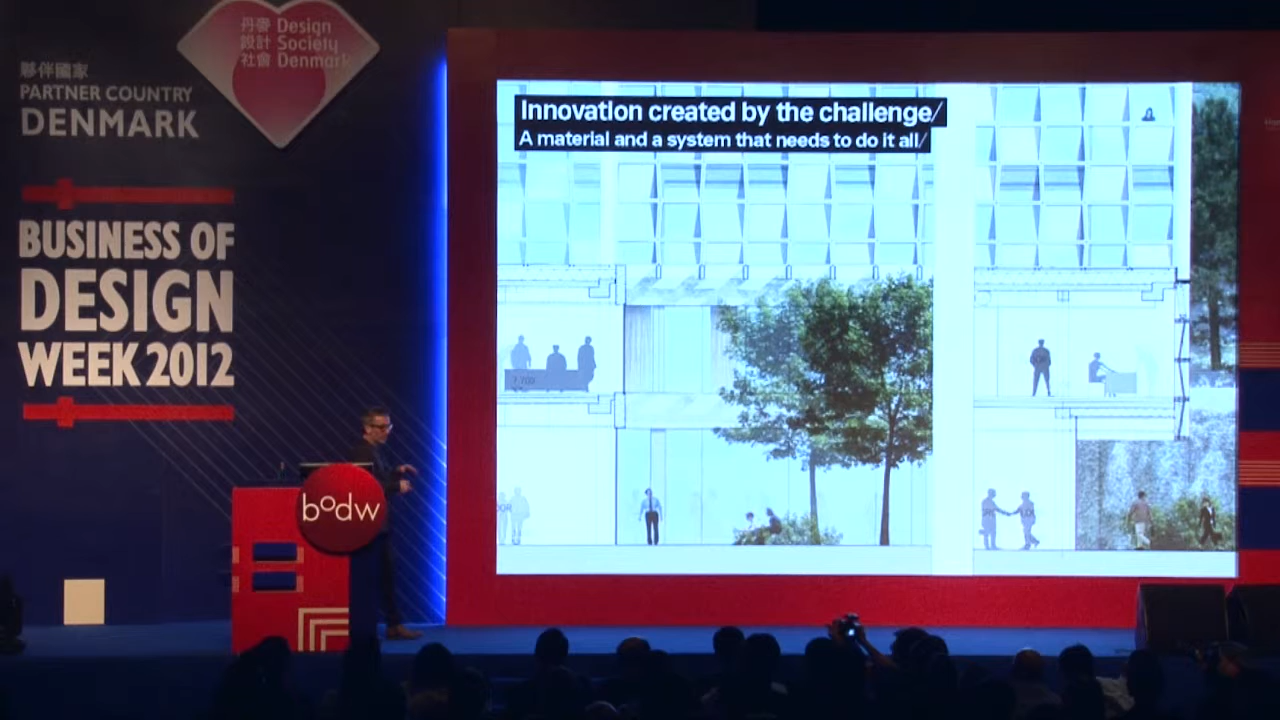 丹麥 Design
設計 Society
社會 Denmark
夥伴國家
PARTNER COUNTRY
DENMARK
BUSINESS OF
DESIGN
WEEK 2012
bodw
Innovation created by the challenge/
A material and a system that needs to do it all/